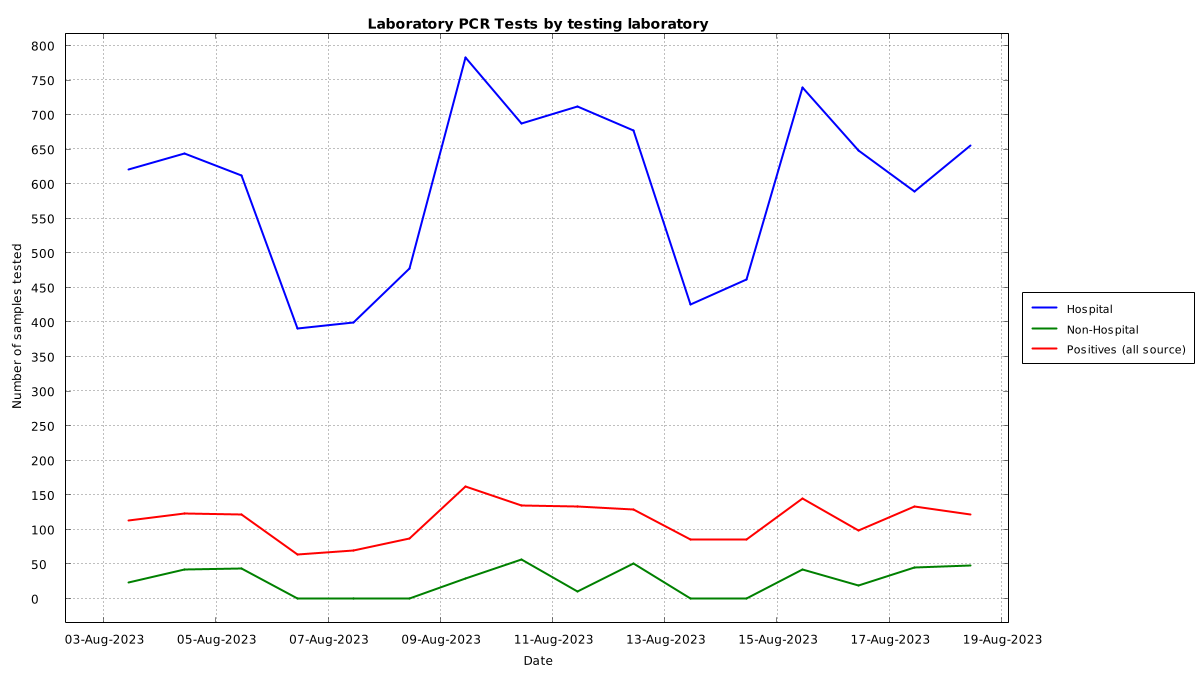 Laboratory PCR Tests by testing laboratory
800
750
700
650
600
550
500
450
400
350
300
250
200
150
100
50
0
Number of samples tested
03-Aug-2023 05-Aug-2023 07-Aug-2023 09-Aug-2023 11-Aug-2023 13-Aug-2023 15-Aug-2023 17-Aug-2023 19-Aug-2023
Date
Hospital
Non-Hospital
Positives (all source)